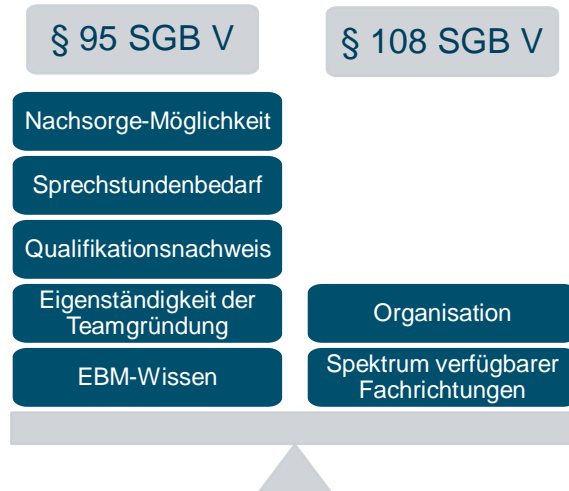 § 95 SGB V
§ 108 SGB V
Nachsorge-Möglichkeit
Sprechstundenbedarf
Qualifikationsnachweis
Eigenständigkeit der
Teamgründung
EBM-Wissen
Organisation
Spektrum verfügbarer
Fachrichtungen